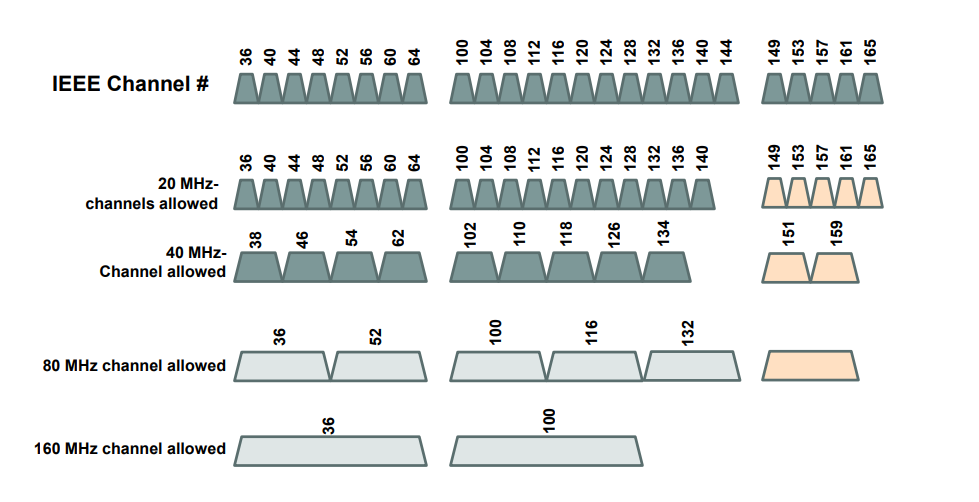 36 40 44 48 52 56 60 64 100 104 108 112 116 120 124 128 132 136 140 144 149 153 157 161 165
IEEE Channel #
36 40 44 48 52 56 60 64 100 104 108 112 116 120 124 128 132 136 140 149 153 157 161 165
20 MHz-
channels allowed
38 46 54 62 102 110 118 126 134 151 159
40 MHz-
Channel allowed
36 52 100 116 132
80 MHz channel allowed
36 100
160 MHz channel allowed